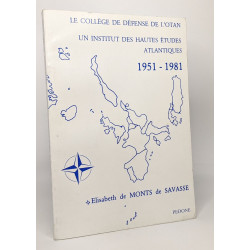 LE COLLÈGE DE DÉFENSE DE L'OTAN
UN INSTITUT DES HAUTES ÉTUDES
ATLANTIQUES
1951 - 1981
Elisabeth de MONTS de SAVASSE
PEDONE